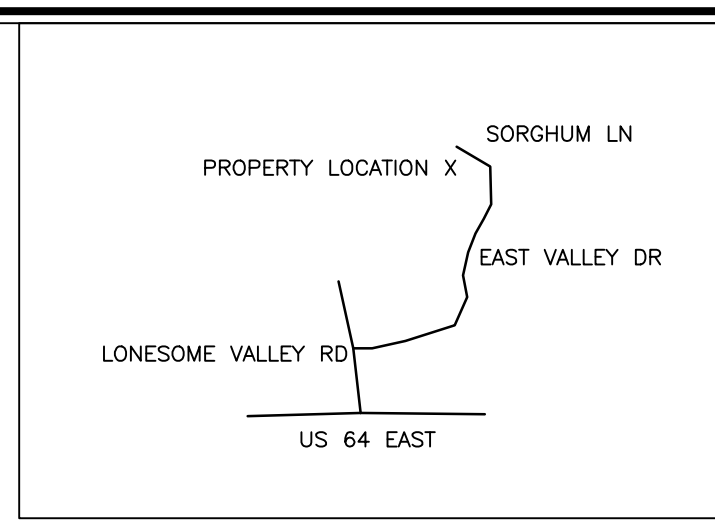 SORGHUM LN
PROPERTY LOCATION X
EAST VALLEY DR
LONESOME VALLEY RD
US 64 EAST